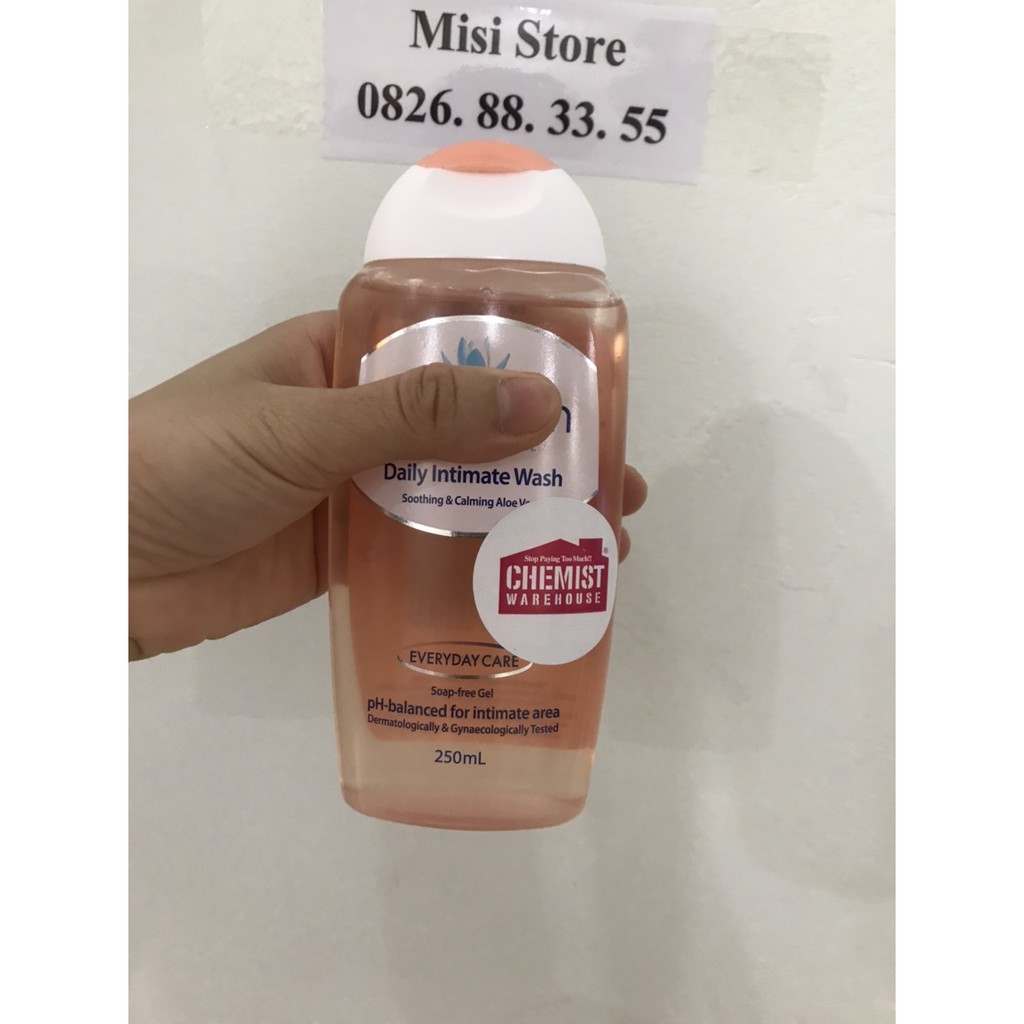 Misi Store
0826. 88. 33. 55
Daily Intimate Wash
Soothing & Calming Aloe
Stop Paying Too Much!!
®
CHEMIST
WAREHOUSE
EVERYDAY CARE
Soap-free Gel
pH-balanced for intimate area
Dermatologically & Gynaecologically Tested
250mL